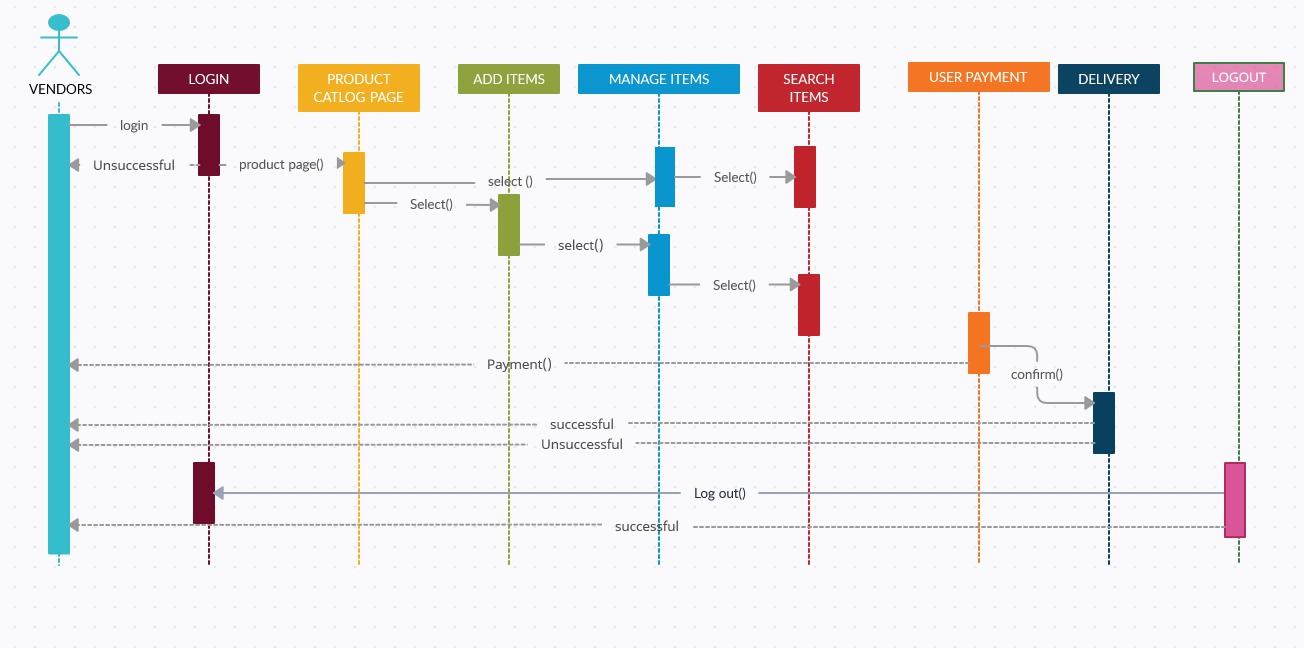 VENDORS
LOGIN
PRODUCT
CATLOG PAGE
ADD ITEMS
MANAGE ITEMS
SEARCH
ITEMS
USER PAYMENT
DELIVERY
LOGOUT
login
Unsuccessful
product page()
select ()
Select()
Select()
select()
Select()
Payment()
confirm()
successful
Unsuccessful
Log out()
successful